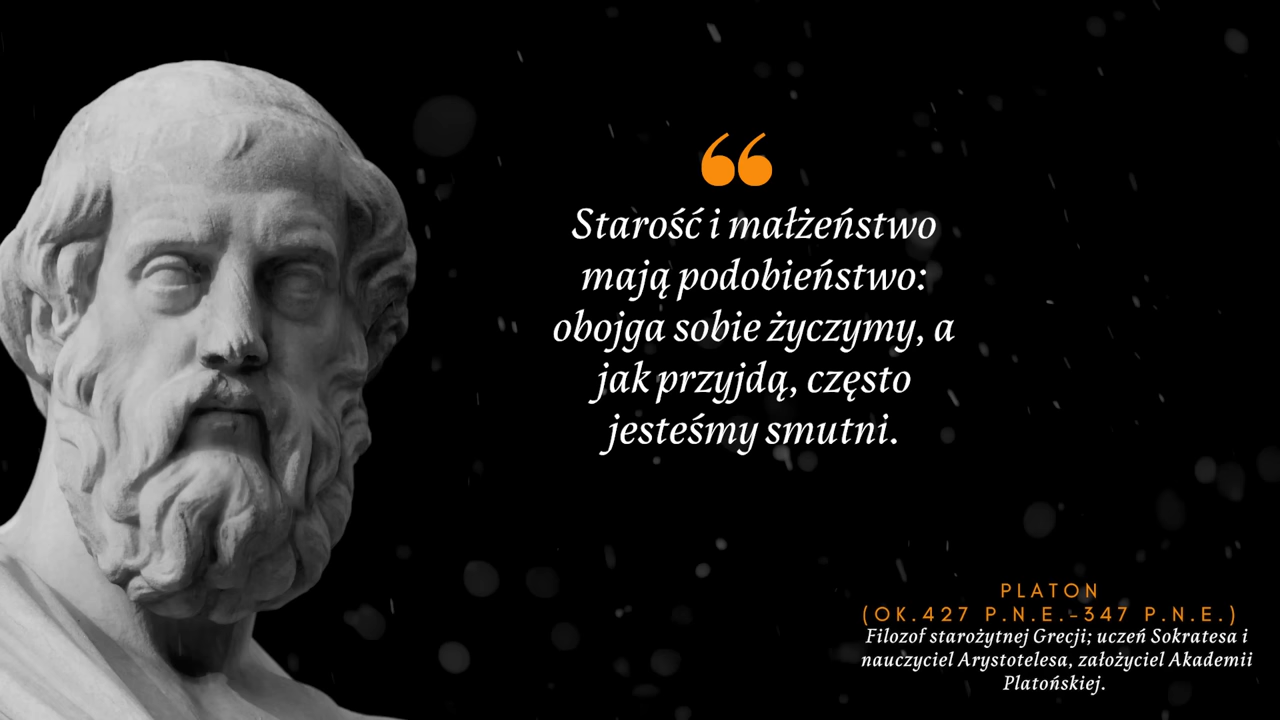 “
Starość i małżeństwo
mają podobieństwo:
obojga sobie życzymy, a
jak przyjdą, często
jesteśmy smutni.
PLATON
(OK.427 P.N.E.-347 P.N.E.)
Filozof starożytnej Grecji; uczeń Sokratesa i
nauczyciel Arystotelesa, założyciel Akademii
Platońskiej.